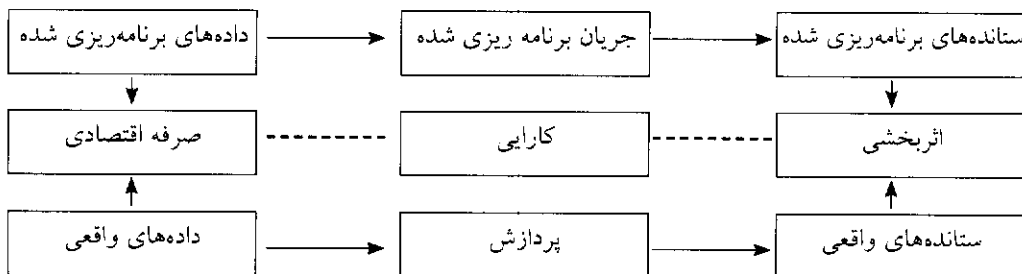 داده‌های برنامه‌ریزی شده
جریان برنامه ریزی شده
ستانده‌های برنامه‌ریزی شده
صرفه اقتصادی
کارایی
اثربخشی
داده‌های واقعی
پردازش
ستانده‌های واقعی